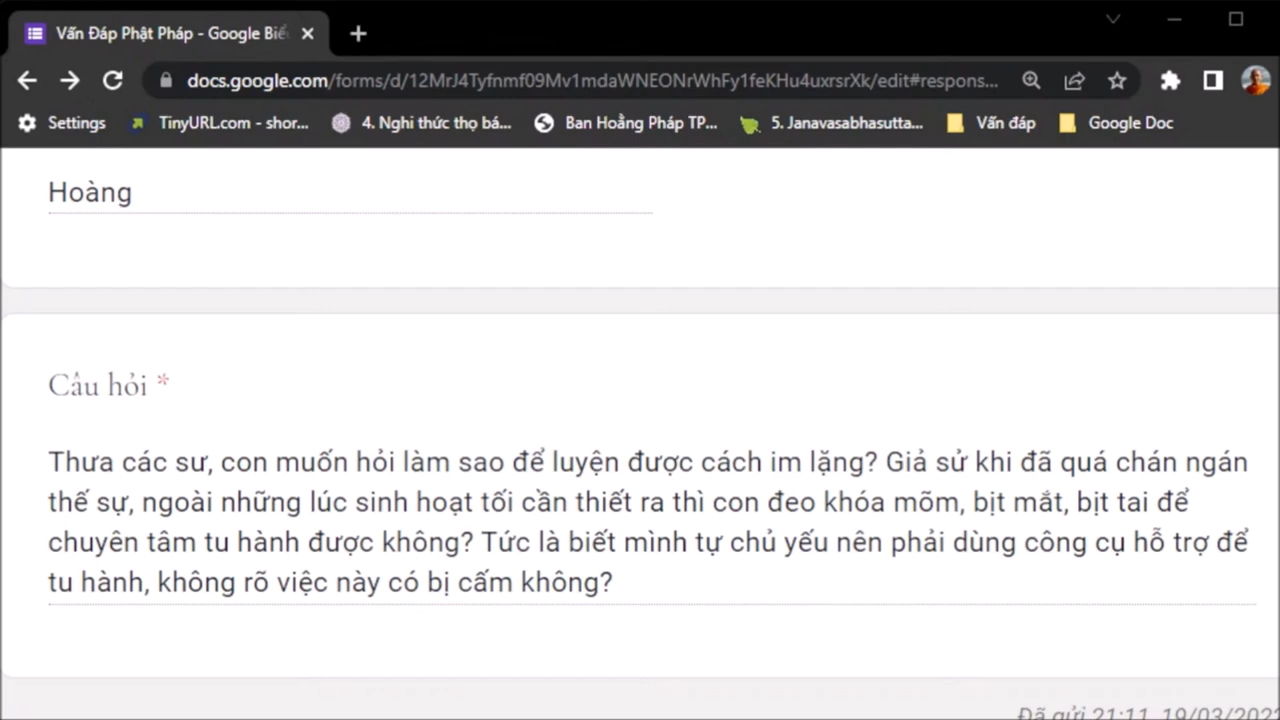 Vấn Đáp Phật Pháp - Google Biể
docs.google.com/forms/d/12MrJ4Tyfnmf09Mv1mdaWNEONrWhFy1feKHu4uxrsrXk/edit#respons...
Settings TinyURL.com - shor... 4. Nghi thức thọ bá... Ban Hoằng Pháp TP... 5. Janavasabhasutta... Vấn đáp Google Doc
Hoàng
Câu hỏi *
Thưa các sư, con muốn hỏi làm sao để luyện được cách im lặng? Giả sử khi đã quá chán ngán
thế sự, ngoài những lúc sinh hoạt tối cần thiết ra thì con đeo khóa mõm, bịt mắt, bịt tai để
chuyên tâm tu hành được không? Tức là biết mình tự chủ yếu nên phải dùng công cụ hỗ trợ để
tu hành, không rõ việc này có bị cấm không?
Đã gửi 21:11, 19/03/202